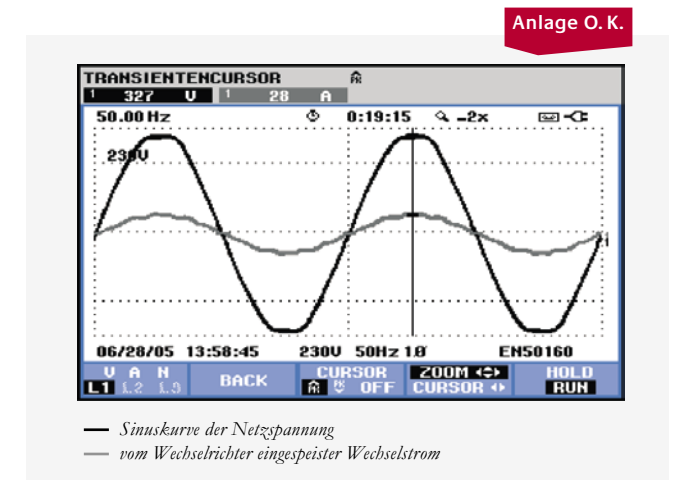 Anlage O. K.
TRANSIENTENCURSOR
1 327 V 1 28 A
50.00 Hz 0:19:15 -2x
230V
06/28/05 13:58:45 230V 50Hz 1Ø EN50160
V A N CURSOR ZOOM HOLD
L1 L2 L3 BACK OFF CURSOR RUN
Sinuskurve der Netzspannung
vom Wechselrichter eingespeister Wechselstrom